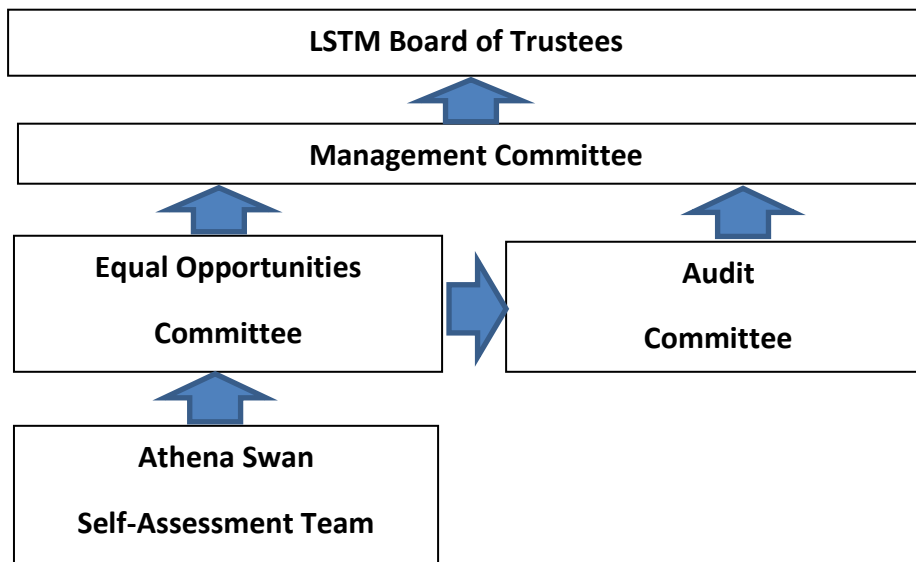 LSTM Board of Trustees
Management Committee
Equal Opportunities
Committee
Audit
Committee
Athena Swan
Self-Assessment Team